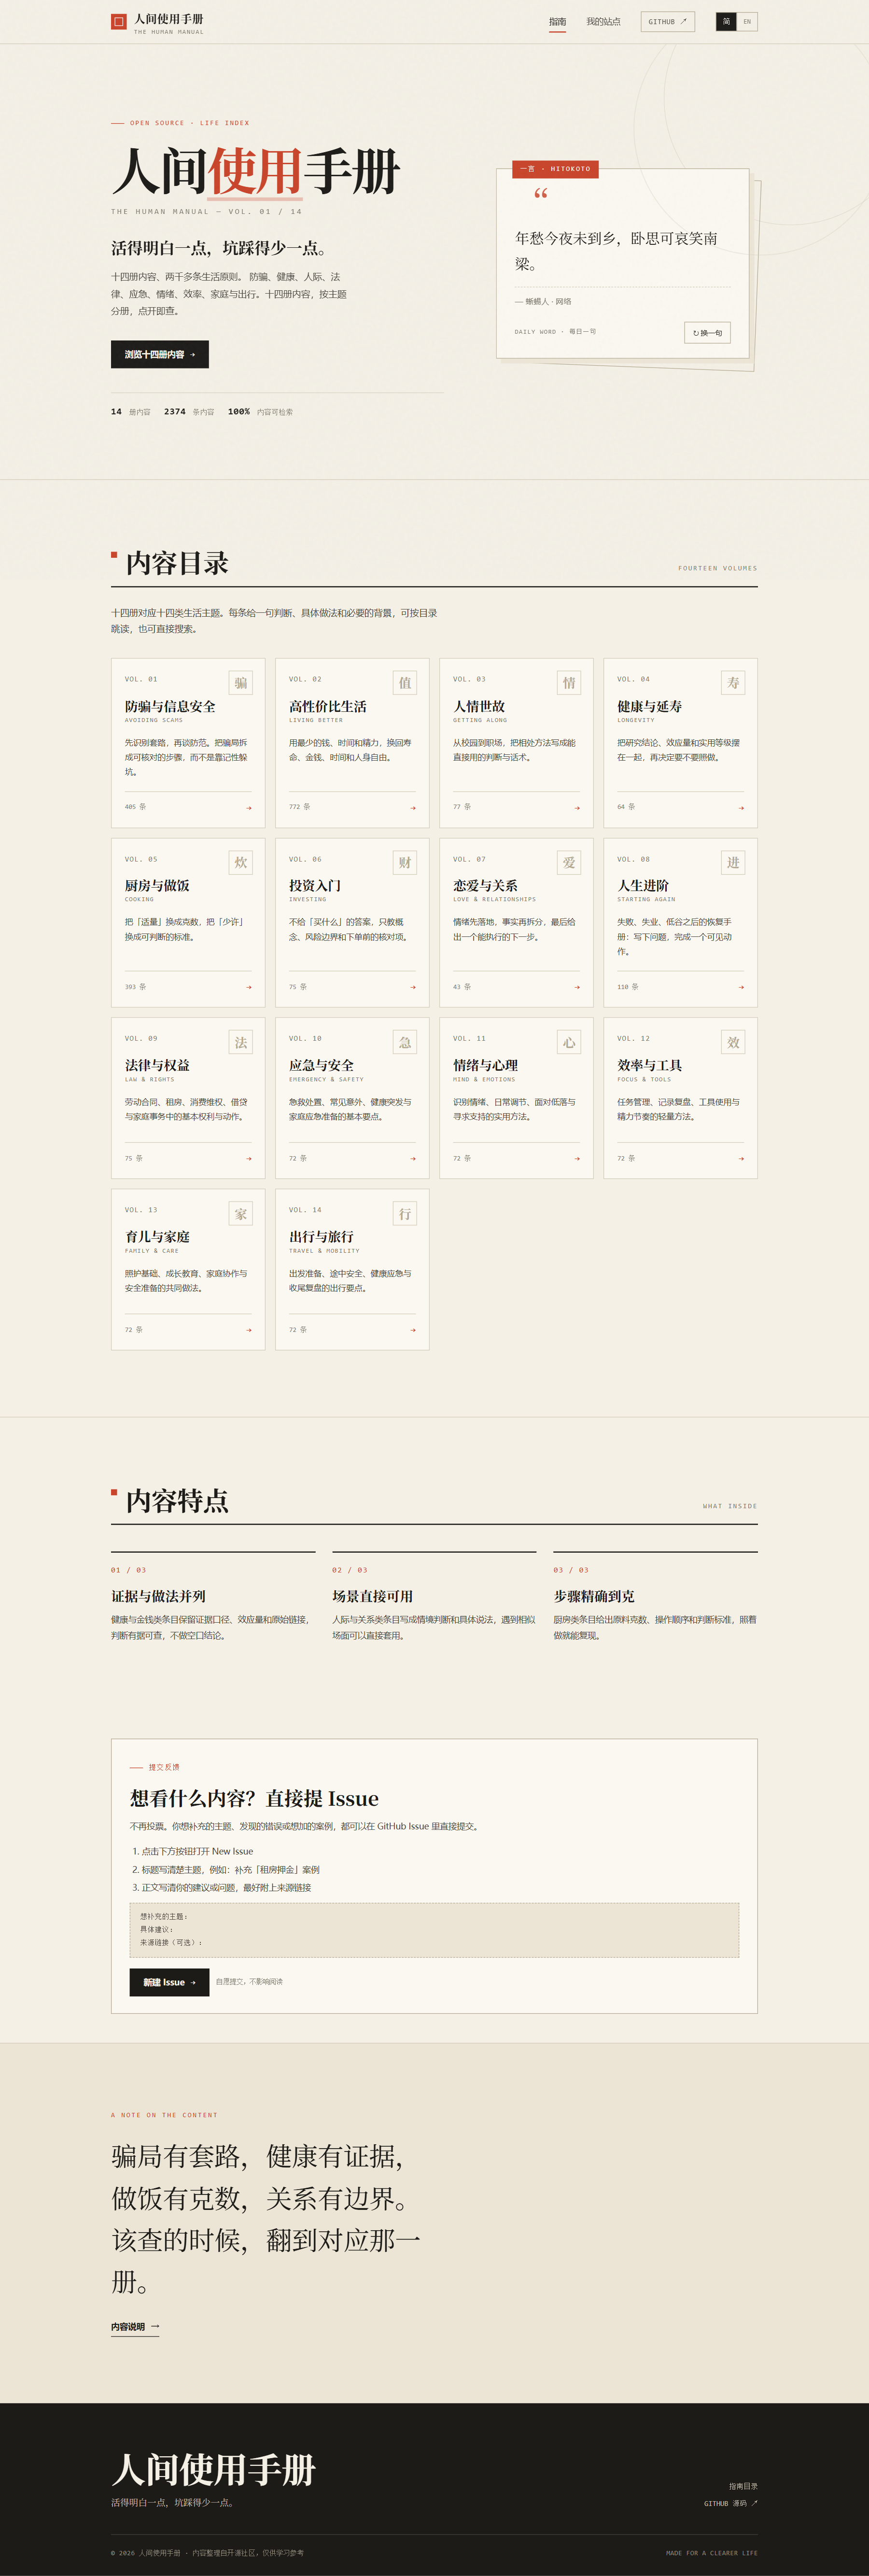 人间使用手册
THE HUMAN MANUAL
指南
我的站点
GITHUB ↗
简
EN
OPEN SOURCE · LIFE INDEX
人间使用手册
THE HUMAN MANUAL — VOL. 01 / 14
活得明白一点，坑踩得少一点。
十四册内容、两千多条生活原则。 防骗、健康、人际、法
律、应急、情绪、效率、家庭与出行。十四册内容，按主题
分册，点开即查。
浏览十四册内容 →
14 册内容 2374 条内容 100% 内容可检索
一言 · HITOKOTO
“
年愁今夜未到乡，卧思可哀笑南
梁。
— 蜥蜴人 · 网络
DAILY WORD · 每日一句
↻ 换一句
内容目录
FOURTEEN VOLUMES
十四册对应十四类生活主题。每条给一句判断、具体做法和必要的背景，可按目录
跳读，也可直接搜索。
VOL. 01
骗
防骗与信息安全
AVOIDING SCAMS
先识别套路，再谈防范。把骗局拆
成可核对的步骤，而不是靠记性躲
坑。
405 条 →
VOL. 02
值
高性价比生活
LIVING BETTER
用最少的钱、时间和精力，换回寿
命、金钱、时间和人身自由。
772 条 →
VOL. 03
情
人情世故
GETTING ALONG
从校园到职场，把相处方法写成能
直接用的判断与话术。
77 条 →
VOL. 04
寿
健康与延寿
LONGEVITY
把研究结论、效应量和实用等级摆
在一起，再决定要不要照做。
64 条 →
VOL. 05
炊
厨房与做饭
COOKING
把「适量」换成克数，把「少许」
换成可判断的标准。
393 条 →
VOL. 06
财
投资入门
INVESTING
不给「买什么」的答案，只教概
念、风险边界和下单前的核对项。
75 条 →
VOL. 07
爱
恋爱与关系
LOVE & RELATIONSHIPS
情绪先落地，事实再拆分，最后给
出一个能执行的下一步。
43 条 →
VOL. 08
进
人生进阶
STARTING AGAIN
失败、失业、低谷之后的恢复手
册：写下问题，完成一个可见动
作。
110 条 →
VOL. 09
法
法律与权益
LAW & RIGHTS
劳动合同、租房、消费维权、借贷
与家庭事务中的基本权利与动作。
75 条 →
VOL. 10
急
应急与安全
EMERGENCY & SAFETY
急救处置、常见意外、健康突发与
家庭应急准备的基本要点。
72 条 →
VOL. 11
心
情绪与心理
MIND & EMOTIONS
识别情绪、日常调节、面对低落与
寻求支持的实用方法。
72 条 →
VOL. 12
效
效率与工具
FOCUS & TOOLS
任务管理、记录复盘、工具使用与
精力节奏的轻量方法。
72 条 →
VOL. 13
家
育儿与家庭
FAMILY & CARE
照护基础、成长教育、家庭协作与
安全准备的共同做法。
72 条 →
VOL. 14
行
出行与旅行
TRAVEL & MOBILITY
出发准备、途中安全、健康应急与
收尾复盘的出行要点。
72 条 →
内容特点
WHAT INSIDE
01 / 03
证据与做法并列
健康与金钱类条目保留证据口径、效应量和原始链接，
判断有据可查，不做空口结论。
02 / 03
场景直接可用
人际与关系类条目写成情境判断和具体说法，遇到相似
场面可以直接套用。
03 / 03
步骤精确到克
厨房类条目给出原料克数、操作顺序和判断标准，照着
做就能复现。
提交反馈
想看什么内容？直接提 Issue
不再投票。你想补充的主题、发现的错误或想加的案例，都可以在 GitHub Issue 里直接提交。
1. 点击下方按钮打开 New Issue
2. 标题写清楚主题，例如：补充「租房押金」案例
3. 正文写清你的建议或问题，最好附上来源链接
想补充的主题：
具体建议：
来源链接（可选）：
新建 Issue →
自愿提交，不影响阅读
A NOTE ON THE CONTENT
骗局有套路，健康有证据，
做饭有克数，关系有边界。
该查的时候，翻到对应那一
册。
内容说明 →
人间使用手册
活得明白一点，坑踩得少一点。
指南目录
GITHUB 源码 ↗
© 2026 人间使用手册 · 内容整理自开源社区，仅供学习参考
MADE FOR A CLEARER LIFE